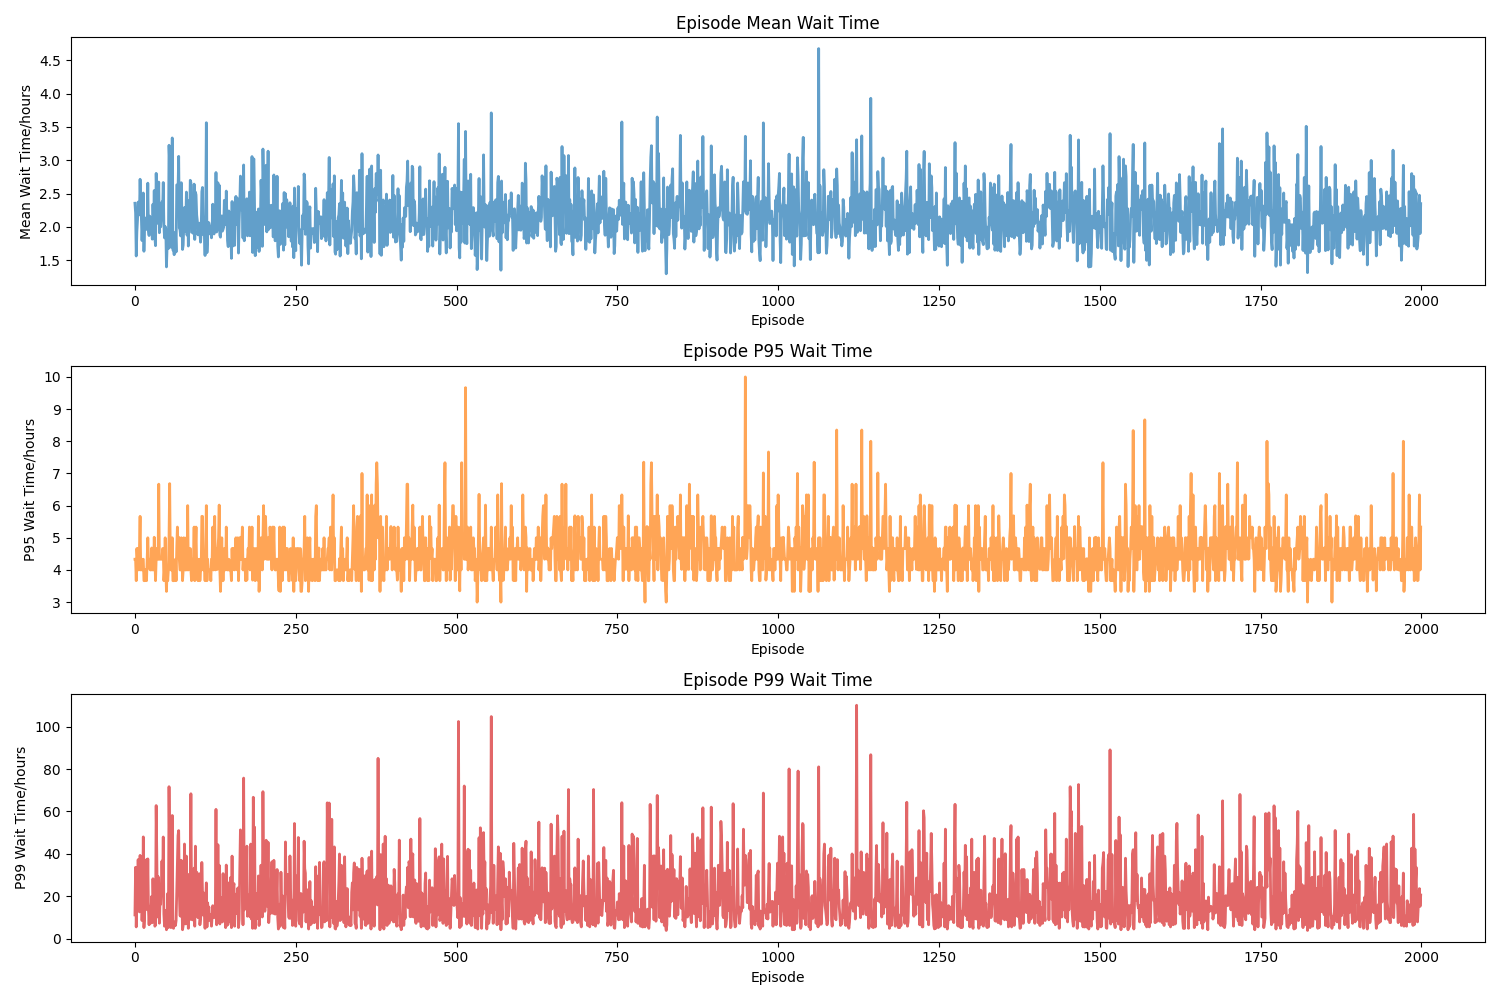 Episode Mean Wait Time
Mean Wait Time/hours
4.5
4.0
3.5
3.0
2.5
2.0
1.5
0 250 500 750 1000 1250 1500 1750 2000
Episode
Episode P95 Wait Time
P95 Wait Time/hours
10
9
8
7
6
5
4
3
0 250 500 750 1000 1250 1500 1750 2000
Episode
Episode P99 Wait Time
P99 Wait Time/hours
100
80
60
40
20
0
0 250 500 750 1000 1250 1500 1750 2000
Episode